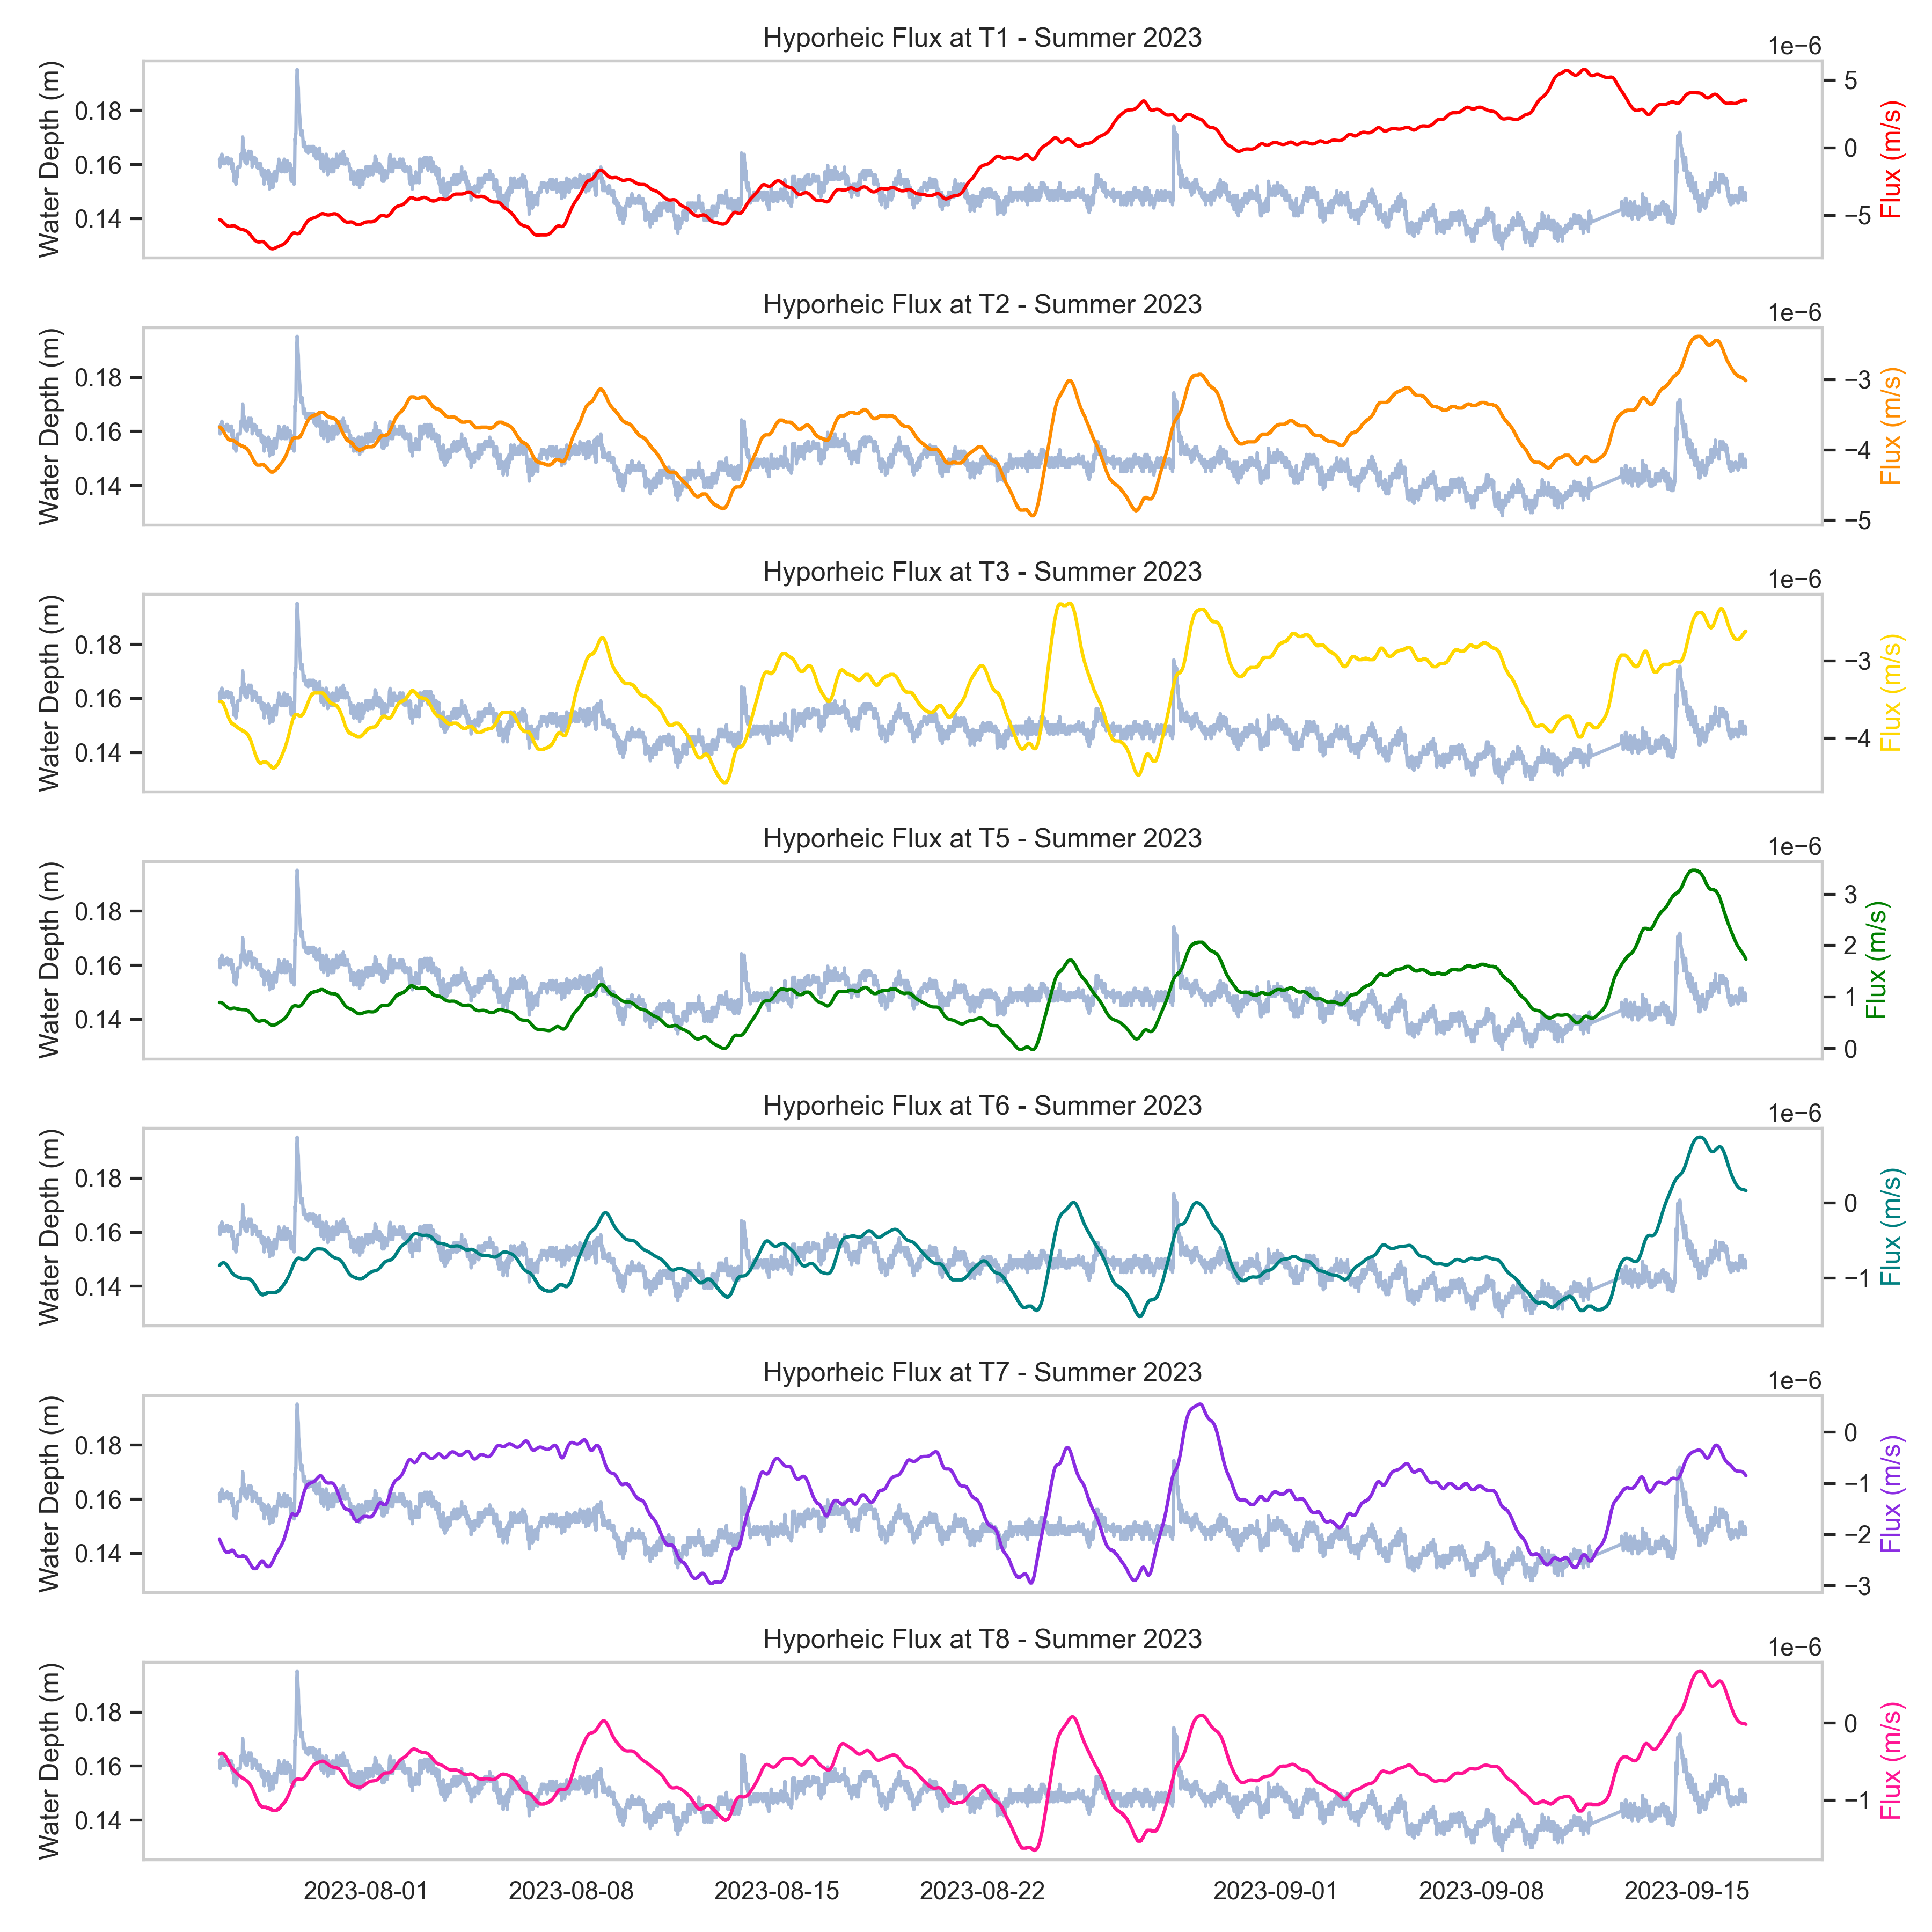 Hyporheic Flux at T1 - Summer 2023
1e−6
Water Depth (m)
0.18
0.16
0.14
5
0
−5
Flux (m/s)
Hyporheic Flux at T2 - Summer 2023
1e−6
Water Depth (m)
0.18
0.16
0.14
−3
−4
−5
Flux (m/s)
Hyporheic Flux at T3 - Summer 2023
1e−6
Water Depth (m)
0.18
0.16
0.14
−3
−4
Flux (m/s)
Hyporheic Flux at T5 - Summer 2023
1e−6
Water Depth (m)
0.18
0.16
0.14
3
2
1
0
Flux (m/s)
Hyporheic Flux at T6 - Summer 2023
1e−6
Water Depth (m)
0.18
0.16
0.14
0
−1
Flux (m/s)
Hyporheic Flux at T7 - Summer 2023
1e−6
Water Depth (m)
0.18
0.16
0.14
0
−1
−2
−3
Flux (m/s)
Hyporheic Flux at T8 - Summer 2023
1e−6
Water Depth (m)
0.18
0.16
0.14
0
−1
Flux (m/s)
2023-08-01 2023-08-08 2023-08-15 2023-08-22 2023-09-01 2023-09-08 2023-09-15